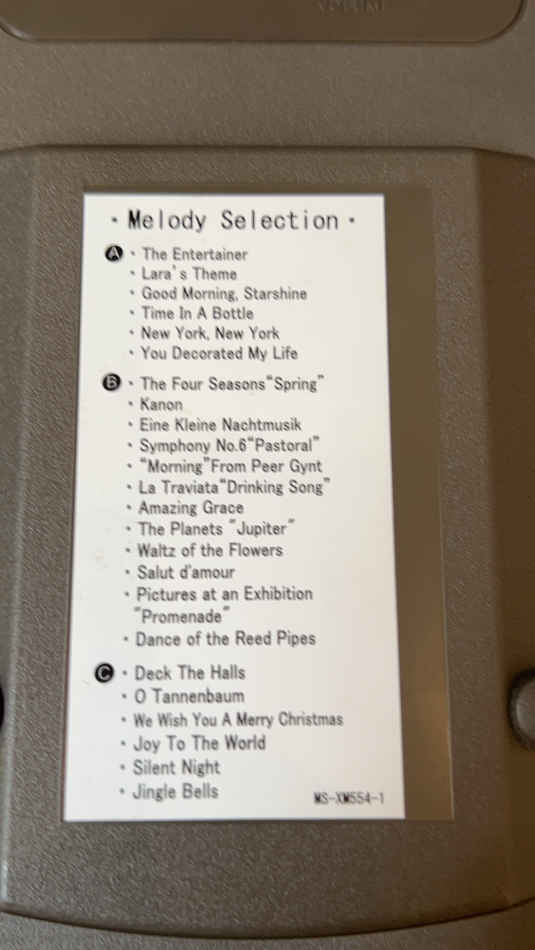 VOLUME
・Melody Selection・
A・The Entertainer
・Lara's Theme
・Good Morning, Starshine
・Time In A Bottle
・New York, New York
・You Decorated My Life
B・The Four Seasons“Spring”
・Kanon
・Eine Kleine Nachtmusik
・Symphony No.6“Pastoral”
・“Morning”From Peer Gynt
・La Traviata“Drinking Song”
・Amazing Grace
・The Planets "Jupiter"
・Waltz of the Flowers
・Salut d'amour
・Pictures at an Exhibition
"Promenade"
・Dance of the Reed Pipes
C・Deck The Halls
・O Tannenbaum
・We Wish You A Merry Christmas
・Joy To The World
・Silent Night
・Jingle Bells
MS-XM554-1